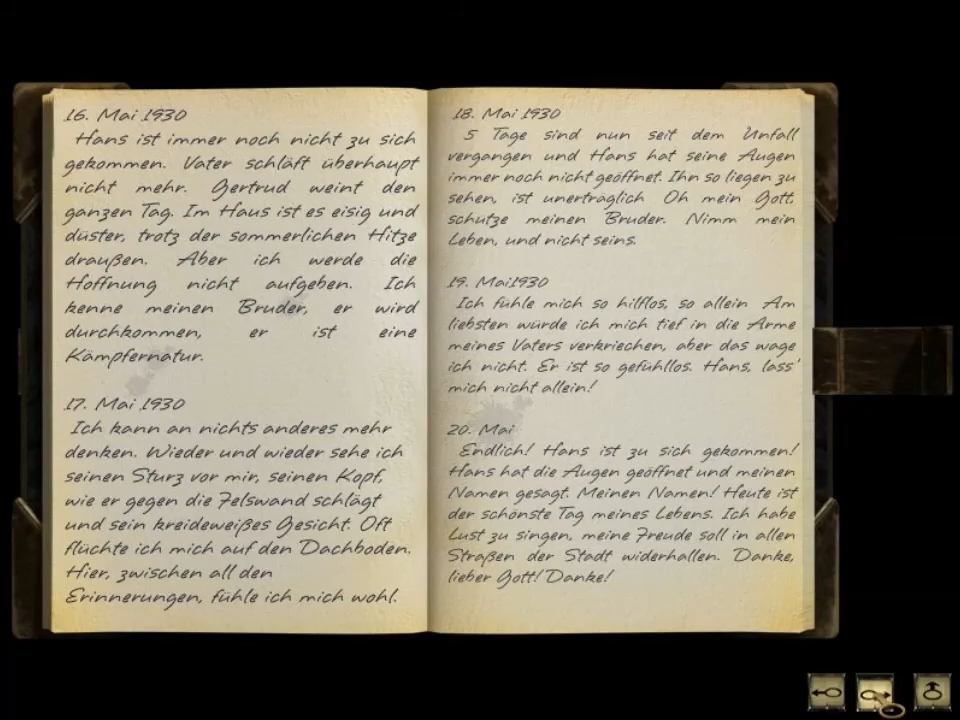 16. Mai 1930
Hans ist immer noch nicht zu sich
gekommen. Vater schläft überhaupt
nicht mehr. Gertrud weint den
ganzen Tag. Im Haus ist es eisig und
düster, trotz der sommerlichen Hitze
draußen. Aber ich werde die
Hoffnung nicht aufgeben. Ich
kenne meinen Bruder, er wird
durchkommen, er ist eine
Kämpfernatur.
17. Mai 1930
Ich kann an nichts anderes mehr
denken. Wieder und wieder sehe ich
seinen Sturz vor mir, seinen Kopf,
wie er gegen die Felswand schlägt
und sein kreideweißes Gesicht. Oft
flüchte ich mich auf den Dachboden.
Hier, zwischen all den
Erinnerungen, fühle ich mich wohl.
18. Mai 1930
5 Tage sind nun seit dem Unfall
vergangen und Hans hat seine Augen
immer noch nicht geöffnet. Ihn so liegen zu
sehen, ist unerträglich Oh mein Gott,
schutze meinen Bruder. Nimm mein
Leben, und nicht seins.
19. Mai1930
Ich fühle mich so hilflos, so allein Am
liebsten würde ich mich tief in die Arme
meines Vaters verkriechen, aber das wage
ich nicht. Er ist so gefühllos. Hans, lass'
mich nicht allein!
20. Mai
Endlich! Hans ist zu sich gekommen!
Hans hat die Augen geöffnet und meinen
Namen gesagt. Meinen Namen! Heute ist
der schönste Tag meines Lebens. Ich habe
Lust zu singen, meine Freude soll in allen
Straßen der Stadt widerhallen. Danke,
lieber Gott! Danke!